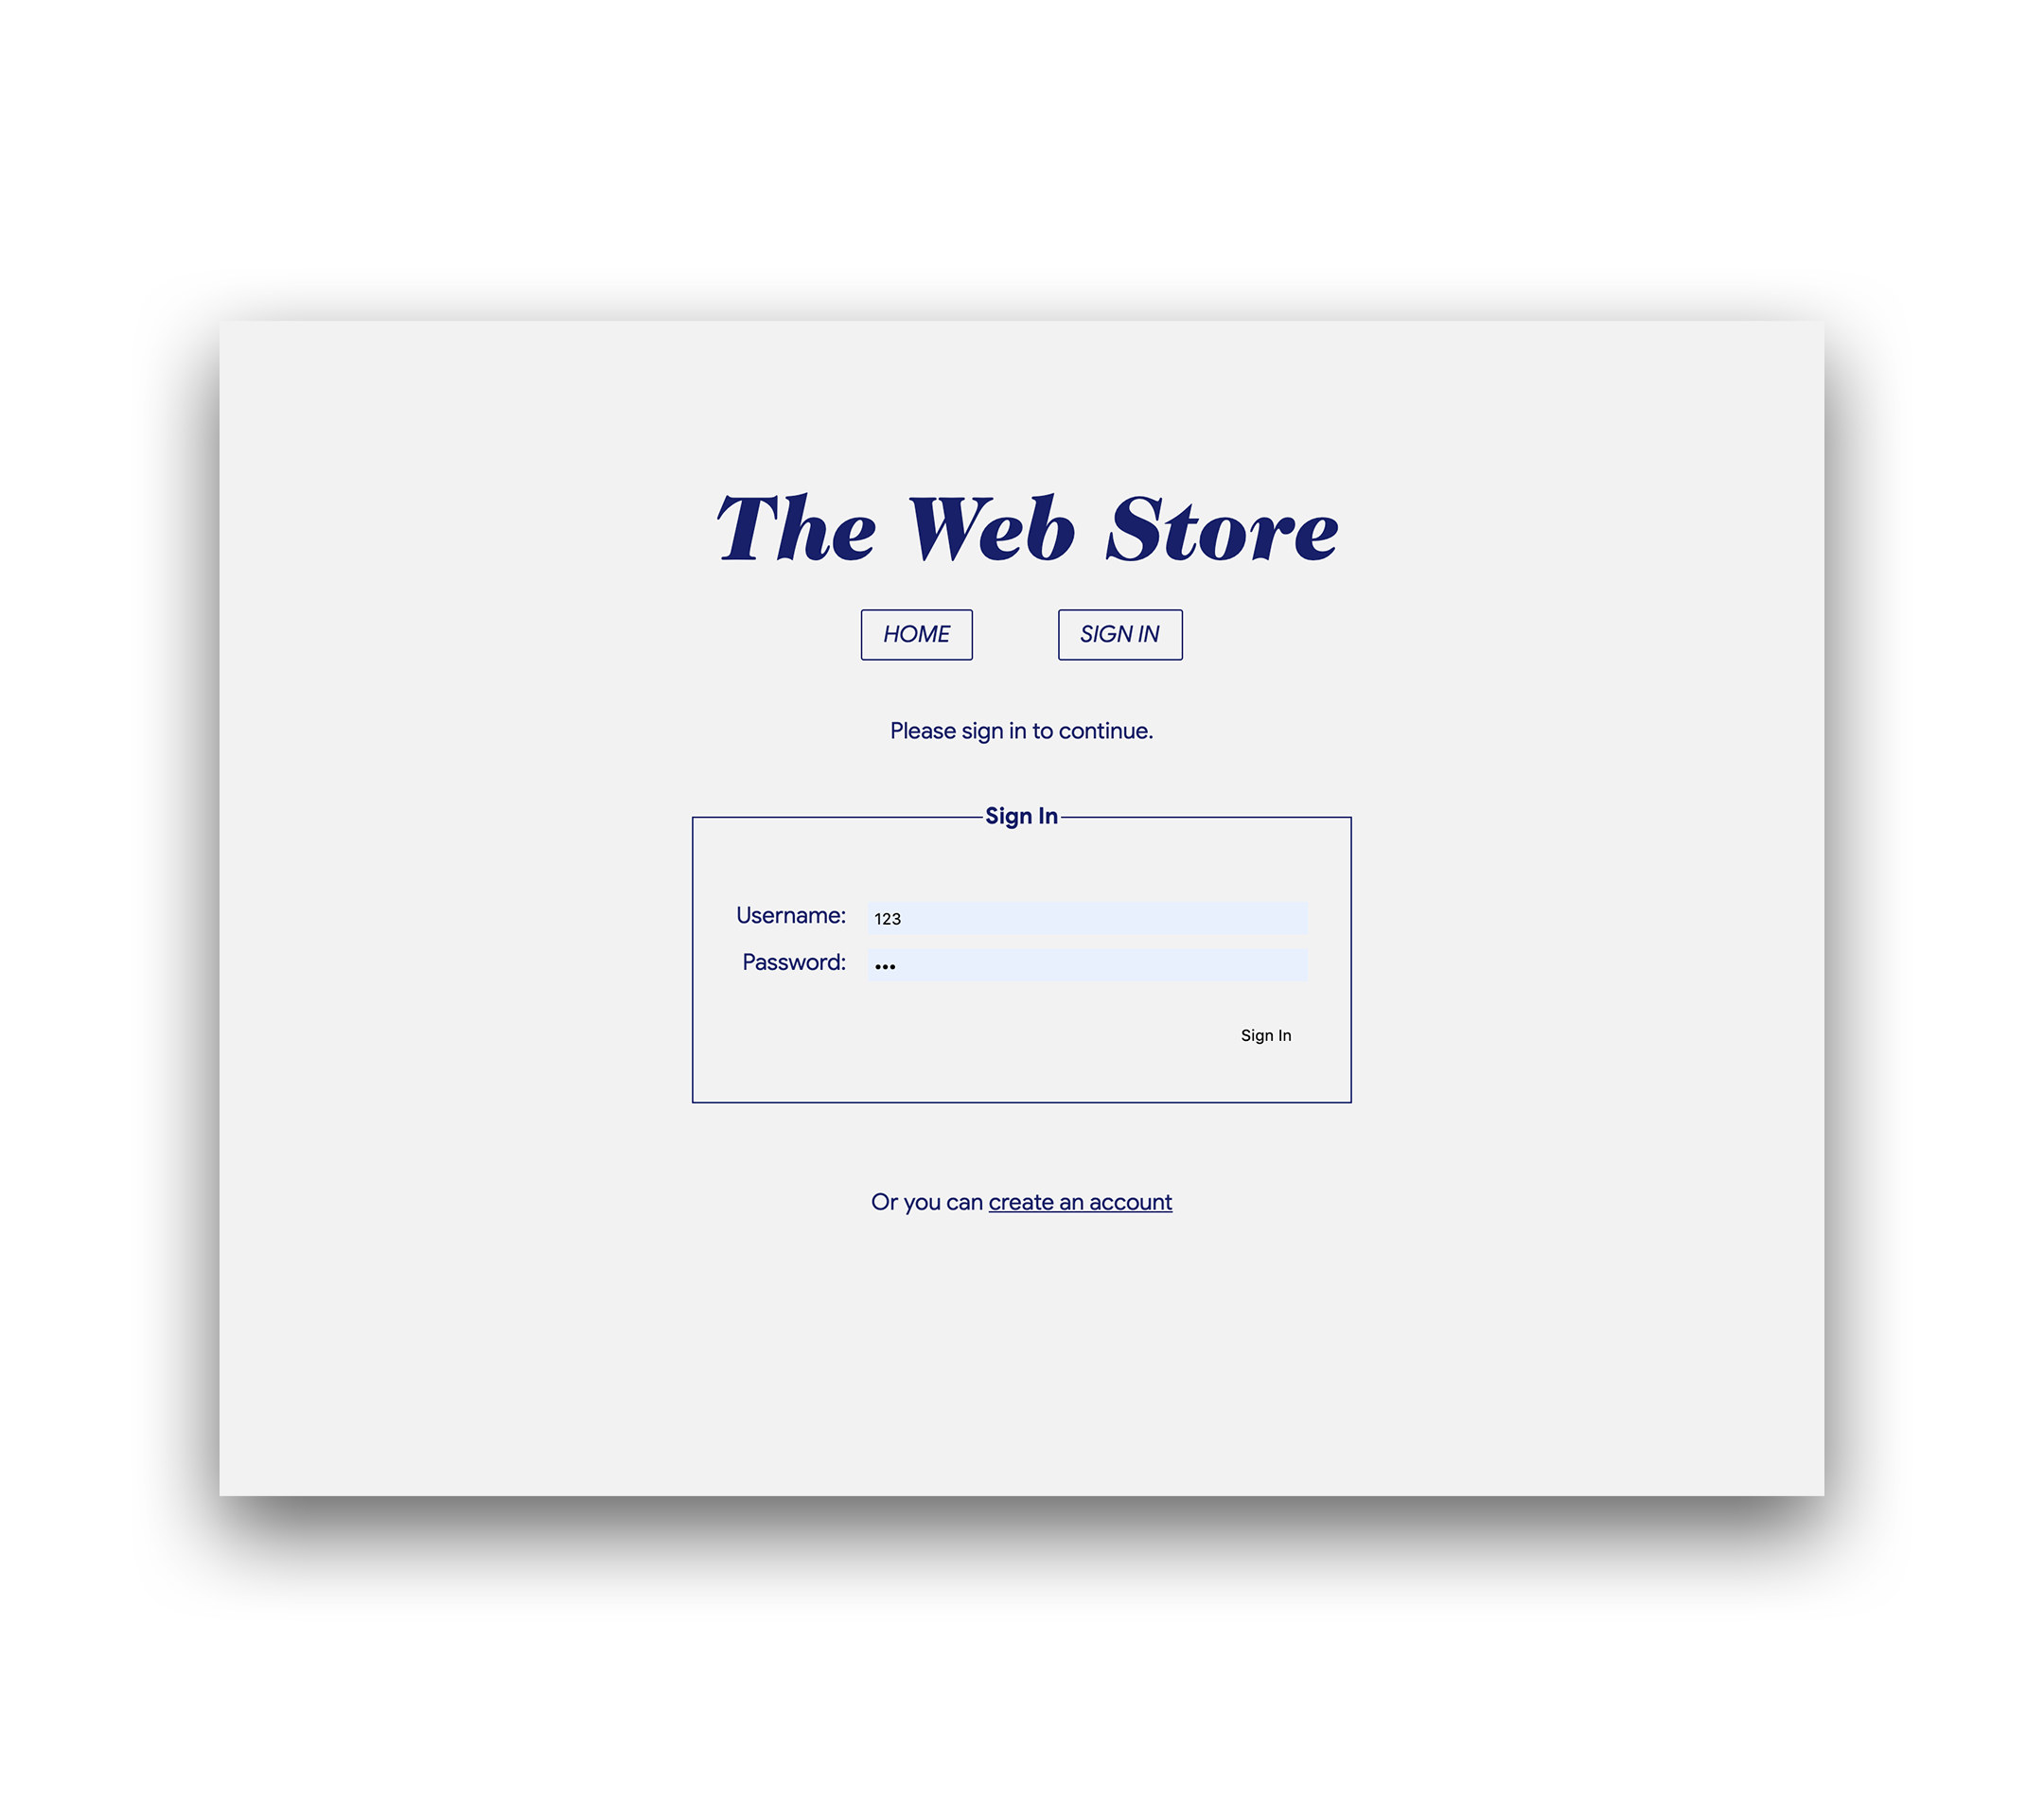 The Web Store
HOME SIGN IN
Please sign in to continue.
Sign In
Username: 123
Password: •••
Sign In
Or you can create an account